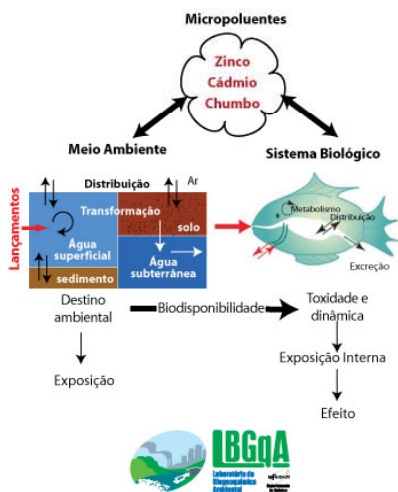 Micropoluentes
Zinco
Cádmio
Chumbo
Meio Ambiente
Sistema Biológico
Lançamentos
Distribuição
Ar
Transformação
solo
Água
superficial
Água
subterrânea
sedimento
Metabolismo
Distribuição
Excreção
Destino
ambiental
Biodisponibilidade
Toxidade e
dinâmica
Exposição
Exposição Interna
Efeito
LBGqA
Laboratório de
Biogeoquímica
Ambiental